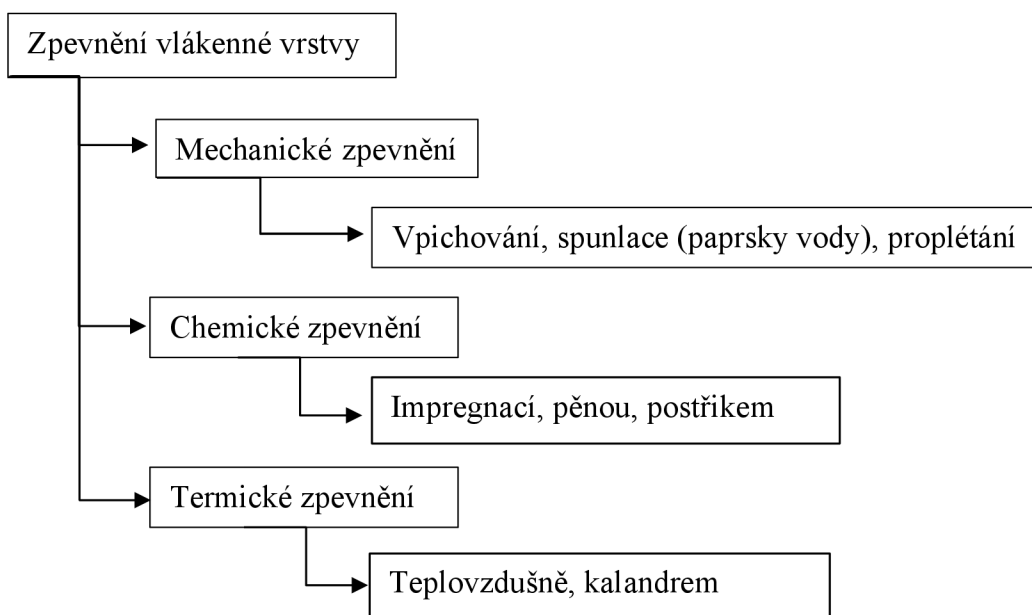 Zpevnění vlákenné vrstvy
Mechanické zpevnění
Vpichování, spunlace (paprsky vody), proplétání
Chemické zpevnění
Impregnací, pěnou, postřikem
Termické zpevnění
Teplovzdušně, kalandrem